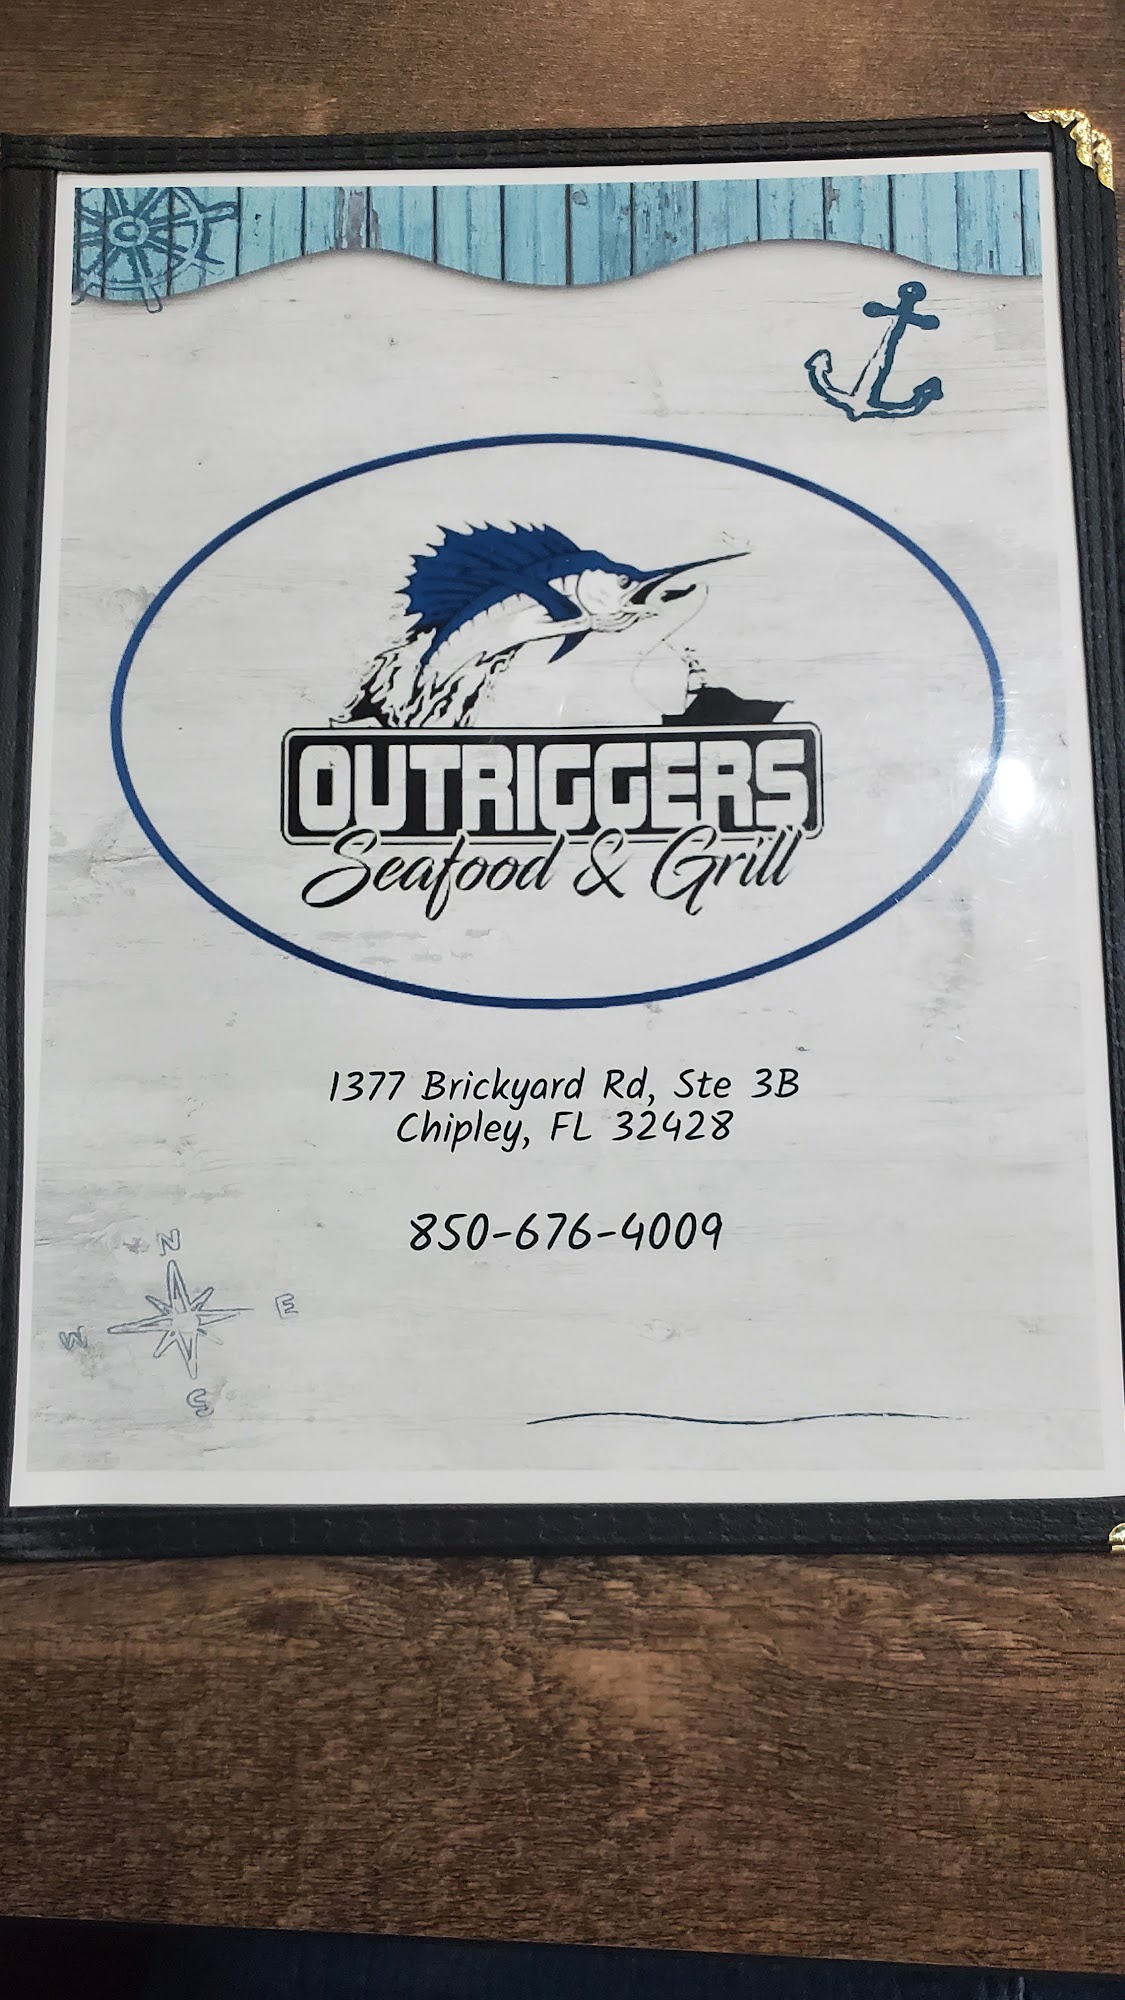 OUTRIGGERS
Seafood & Grill
1377 Brickyard Rd, Ste 3B
Chipley, FL 32428
850-676-4009
N
W E
S